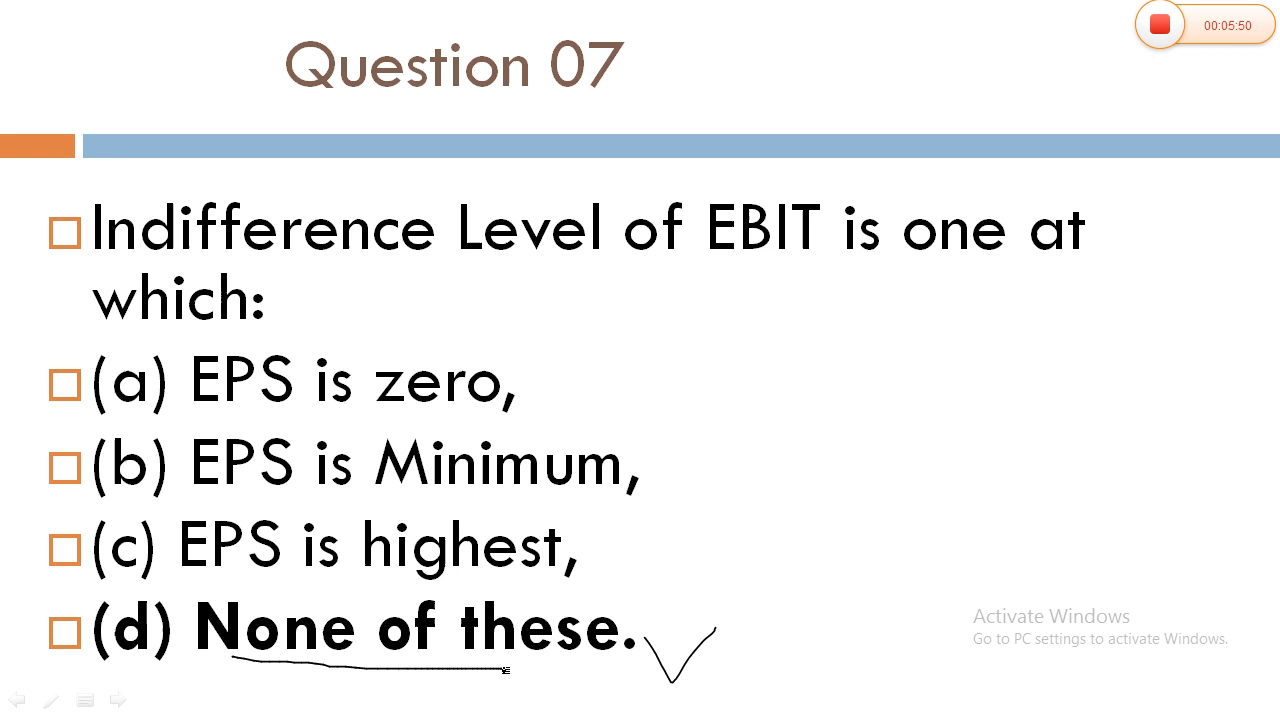 00:05:50
Question 07
Indifference Level of EBIT is one at
which:
(a) EPS is zero,
(b) EPS is Minimum,
(c) EPS is highest,
(d) None of these.
Activate Windows
Go to PC settings to activate Windows.